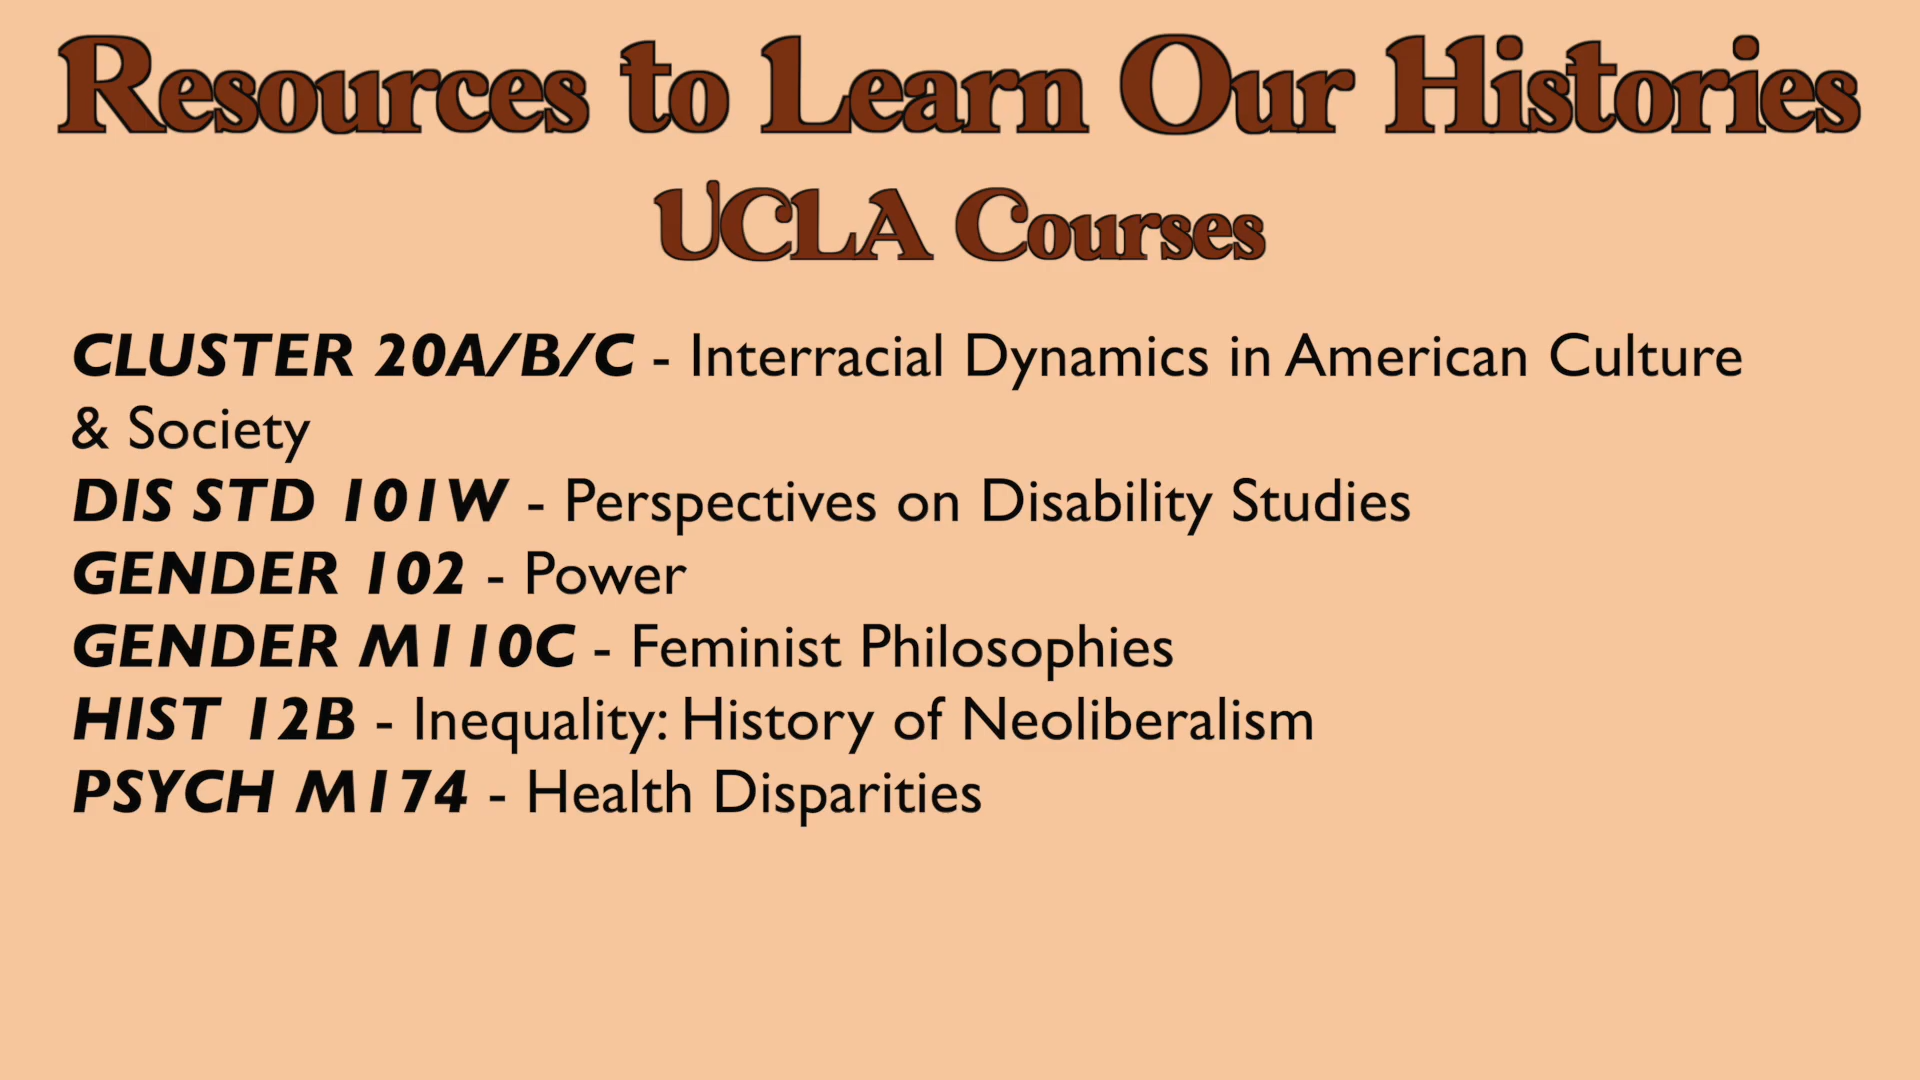 Resources to Learn Our Histories
UCLA Courses
CLUSTER 20A/B/C - Interracial Dynamics in American Culture
& Society
DIS STD 101W - Perspectives on Disability Studies
GENDER 102 - Power
GENDER M110C - Feminist Philosophies
HIST 12B - Inequality: History of Neoliberalism
PSYCH M174 - Health Disparities